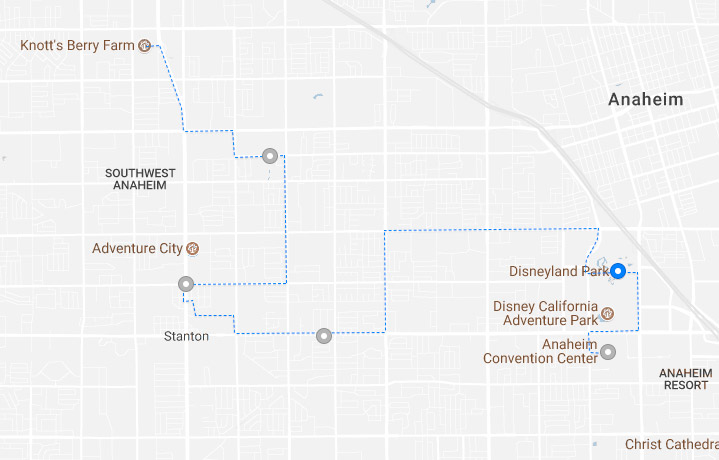 Knott's Berry Farm
Anaheim
SOUTHWEST
ANAHEIM
Adventure City
Disneyland Park
Disney California
Adventure Park
Stanton
Anaheim
Convention Center
ANAHEIM
RESORT
Christ Cathedra